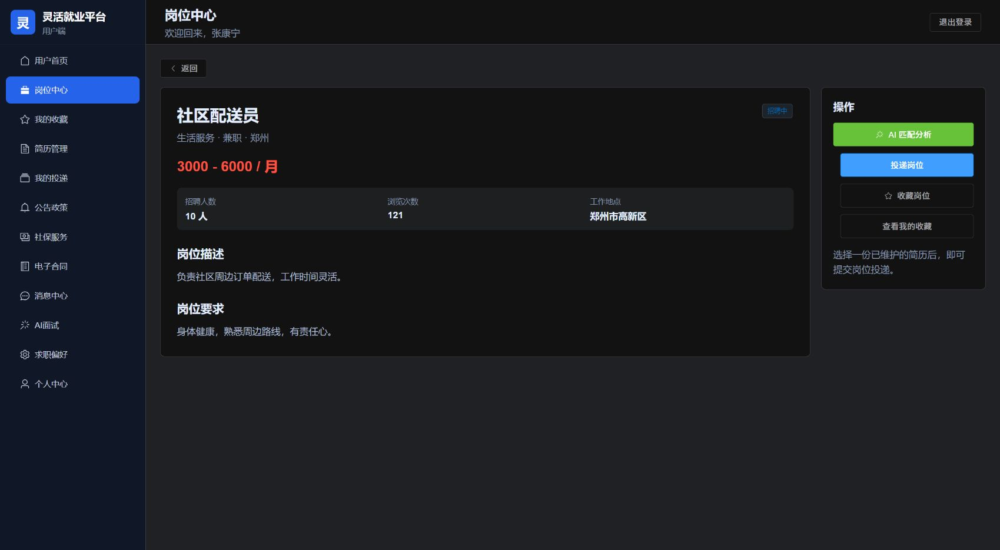 灵
灵活就业平台
用户端
用户首页
岗位中心
我的收藏
简历管理
我的投递
公告政策
社保服务
电子合同
消息中心
AI面试
求职偏好
个人中心
岗位中心
欢迎回来，张康宁
退出登录
返回
社区配送员
招聘中
生活服务 · 兼职 · 郑州
3000 - 6000 / 月
招聘人数
10 人
浏览次数
121
工作地点
郑州市高新区
岗位描述
负责社区周边订单配送，工作时间灵活。
岗位要求
身体健康，熟悉周边路线，有责任心。
操作
AI 匹配分析
投递岗位
收藏岗位
查看我的收藏
选择一份已维护的简历后，即可
提交岗位投递。